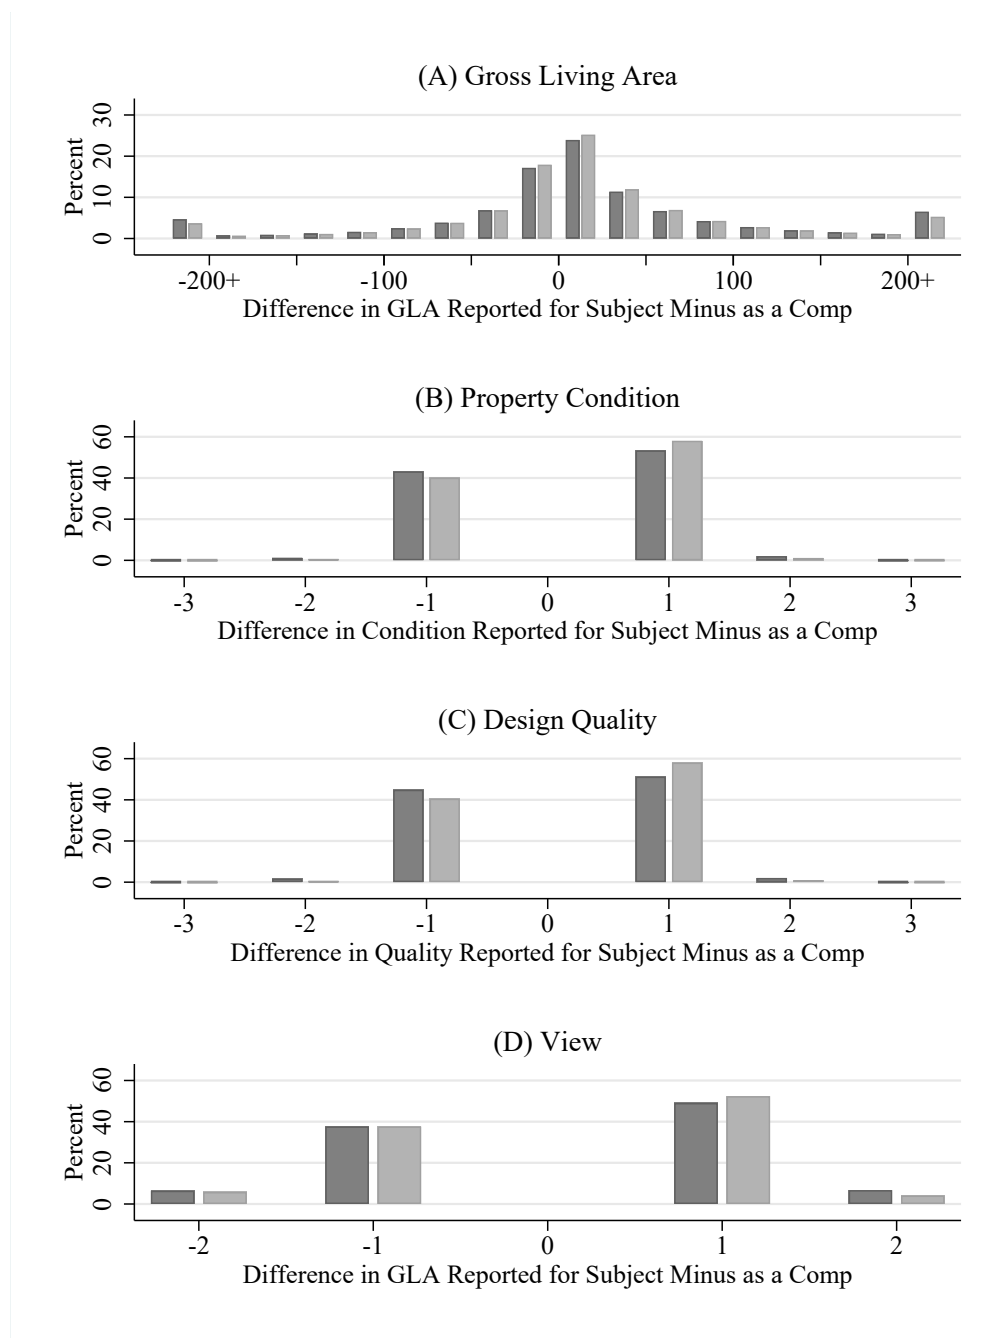 (A) Gross Living Area
Percent
30
20
10
0
-200+ -100 0 100 200+
Difference in GLA Reported for Subject Minus as a Comp
(B) Property Condition
Percent
60
40
20
0
-3 -2 -1 0 1 2 3
Difference in Condition Reported for Subject Minus as a Comp
(C) Design Quality
Percent
60
40
20
0
-3 -2 -1 0 1 2 3
Difference in Quality Reported for Subject Minus as a Comp
(D) View
Percent
60
40
20
0
-2 -1 0 1 2
Difference in GLA Reported for Subject Minus as a Comp